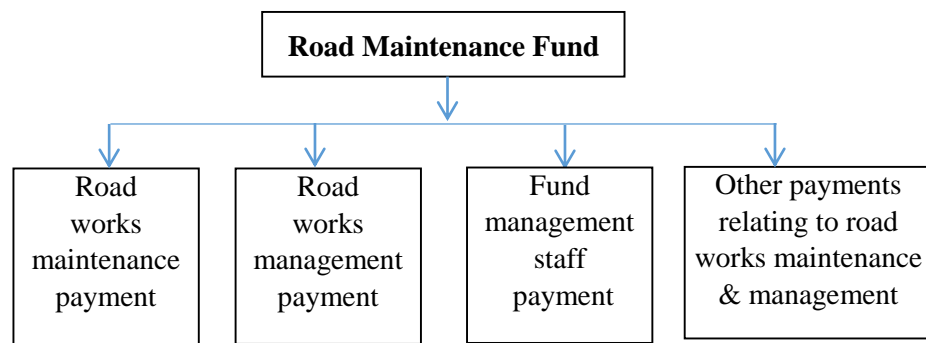 Road Maintenance Fund
Road
works
maintenance
payment
Road
works
management
payment
Fund
management
staff
payment
Other payments
relating to road
works maintenance
& management